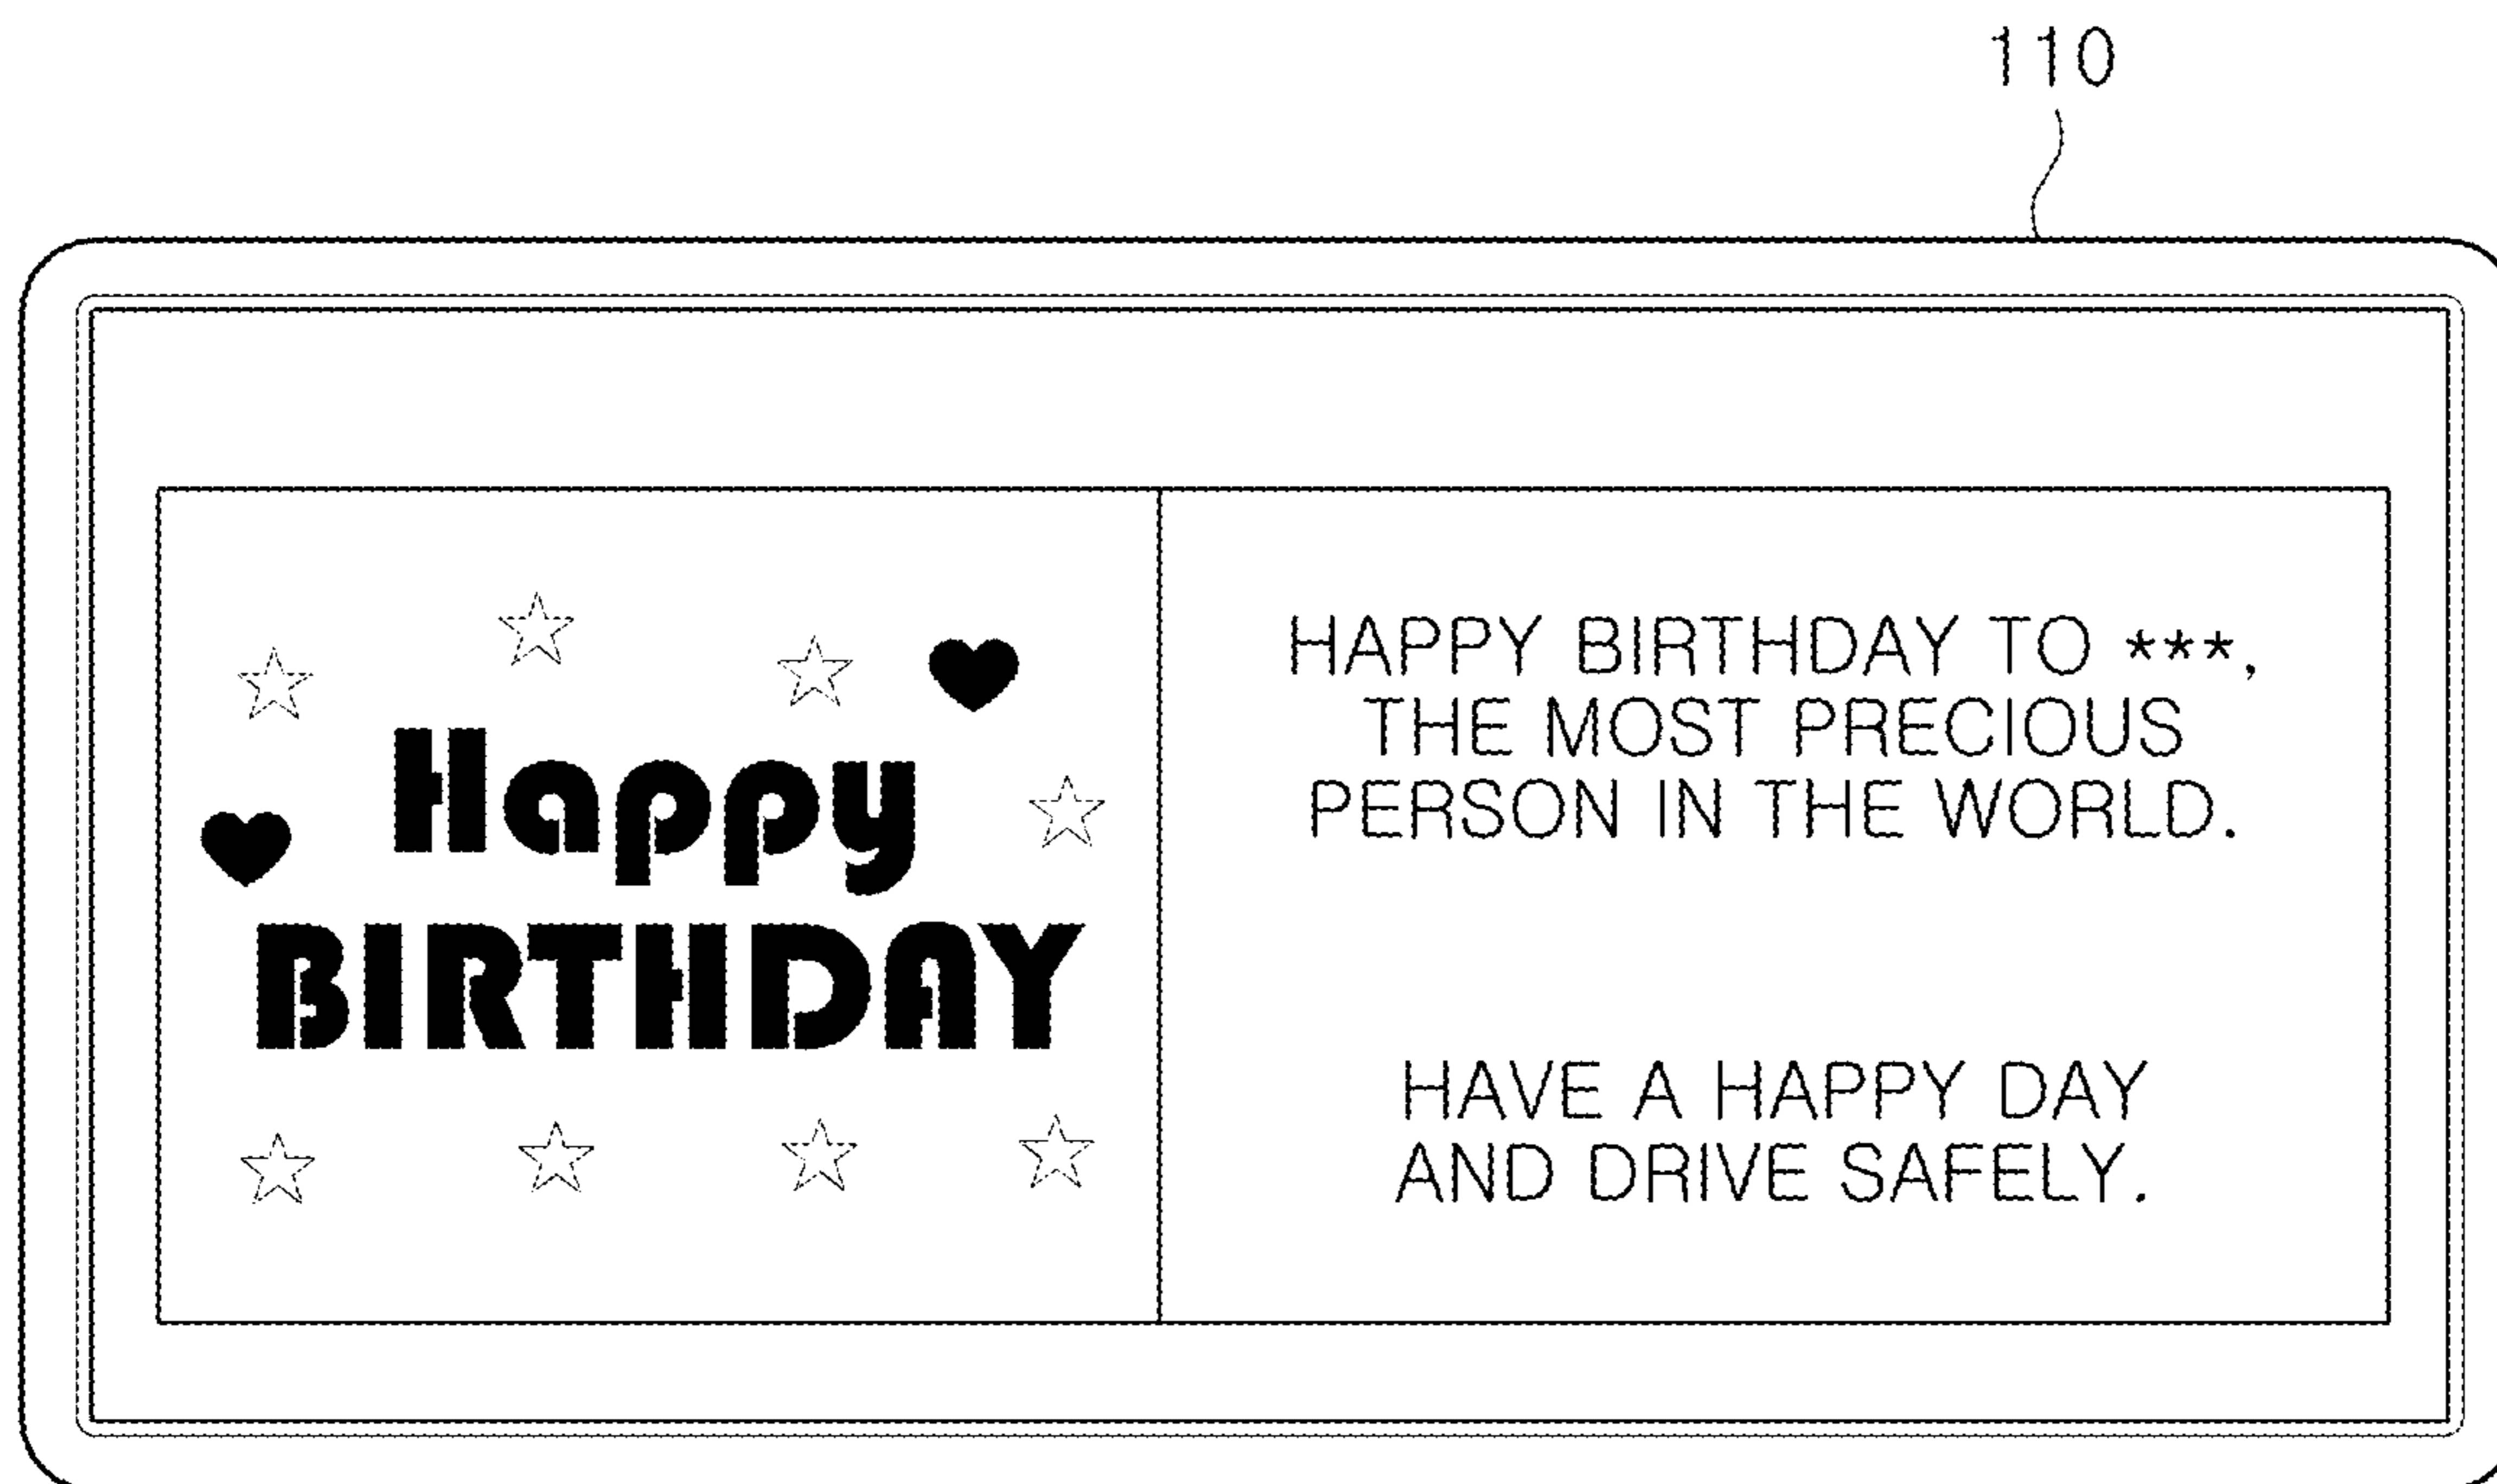 110
Happy
BIRTHDAY
HAPPY BIRTHDAY TO ***,
THE MOST PRECIOUS
PERSON IN THE WORLD.
HAVE A HAPPY DAY
AND DRIVE SAFELY.